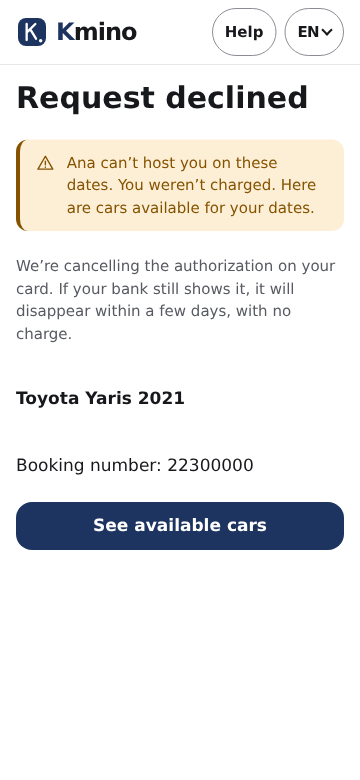 K. Kmino
Help
EN
Request declined
Ana can’t host you on these
dates. You weren’t charged. Here
are cars available for your dates.
We’re cancelling the authorization on your
card. If your bank still shows it, it will
disappear within a few days, with no
charge.
Toyota Yaris 2021
Booking number: 22300000
See available cars